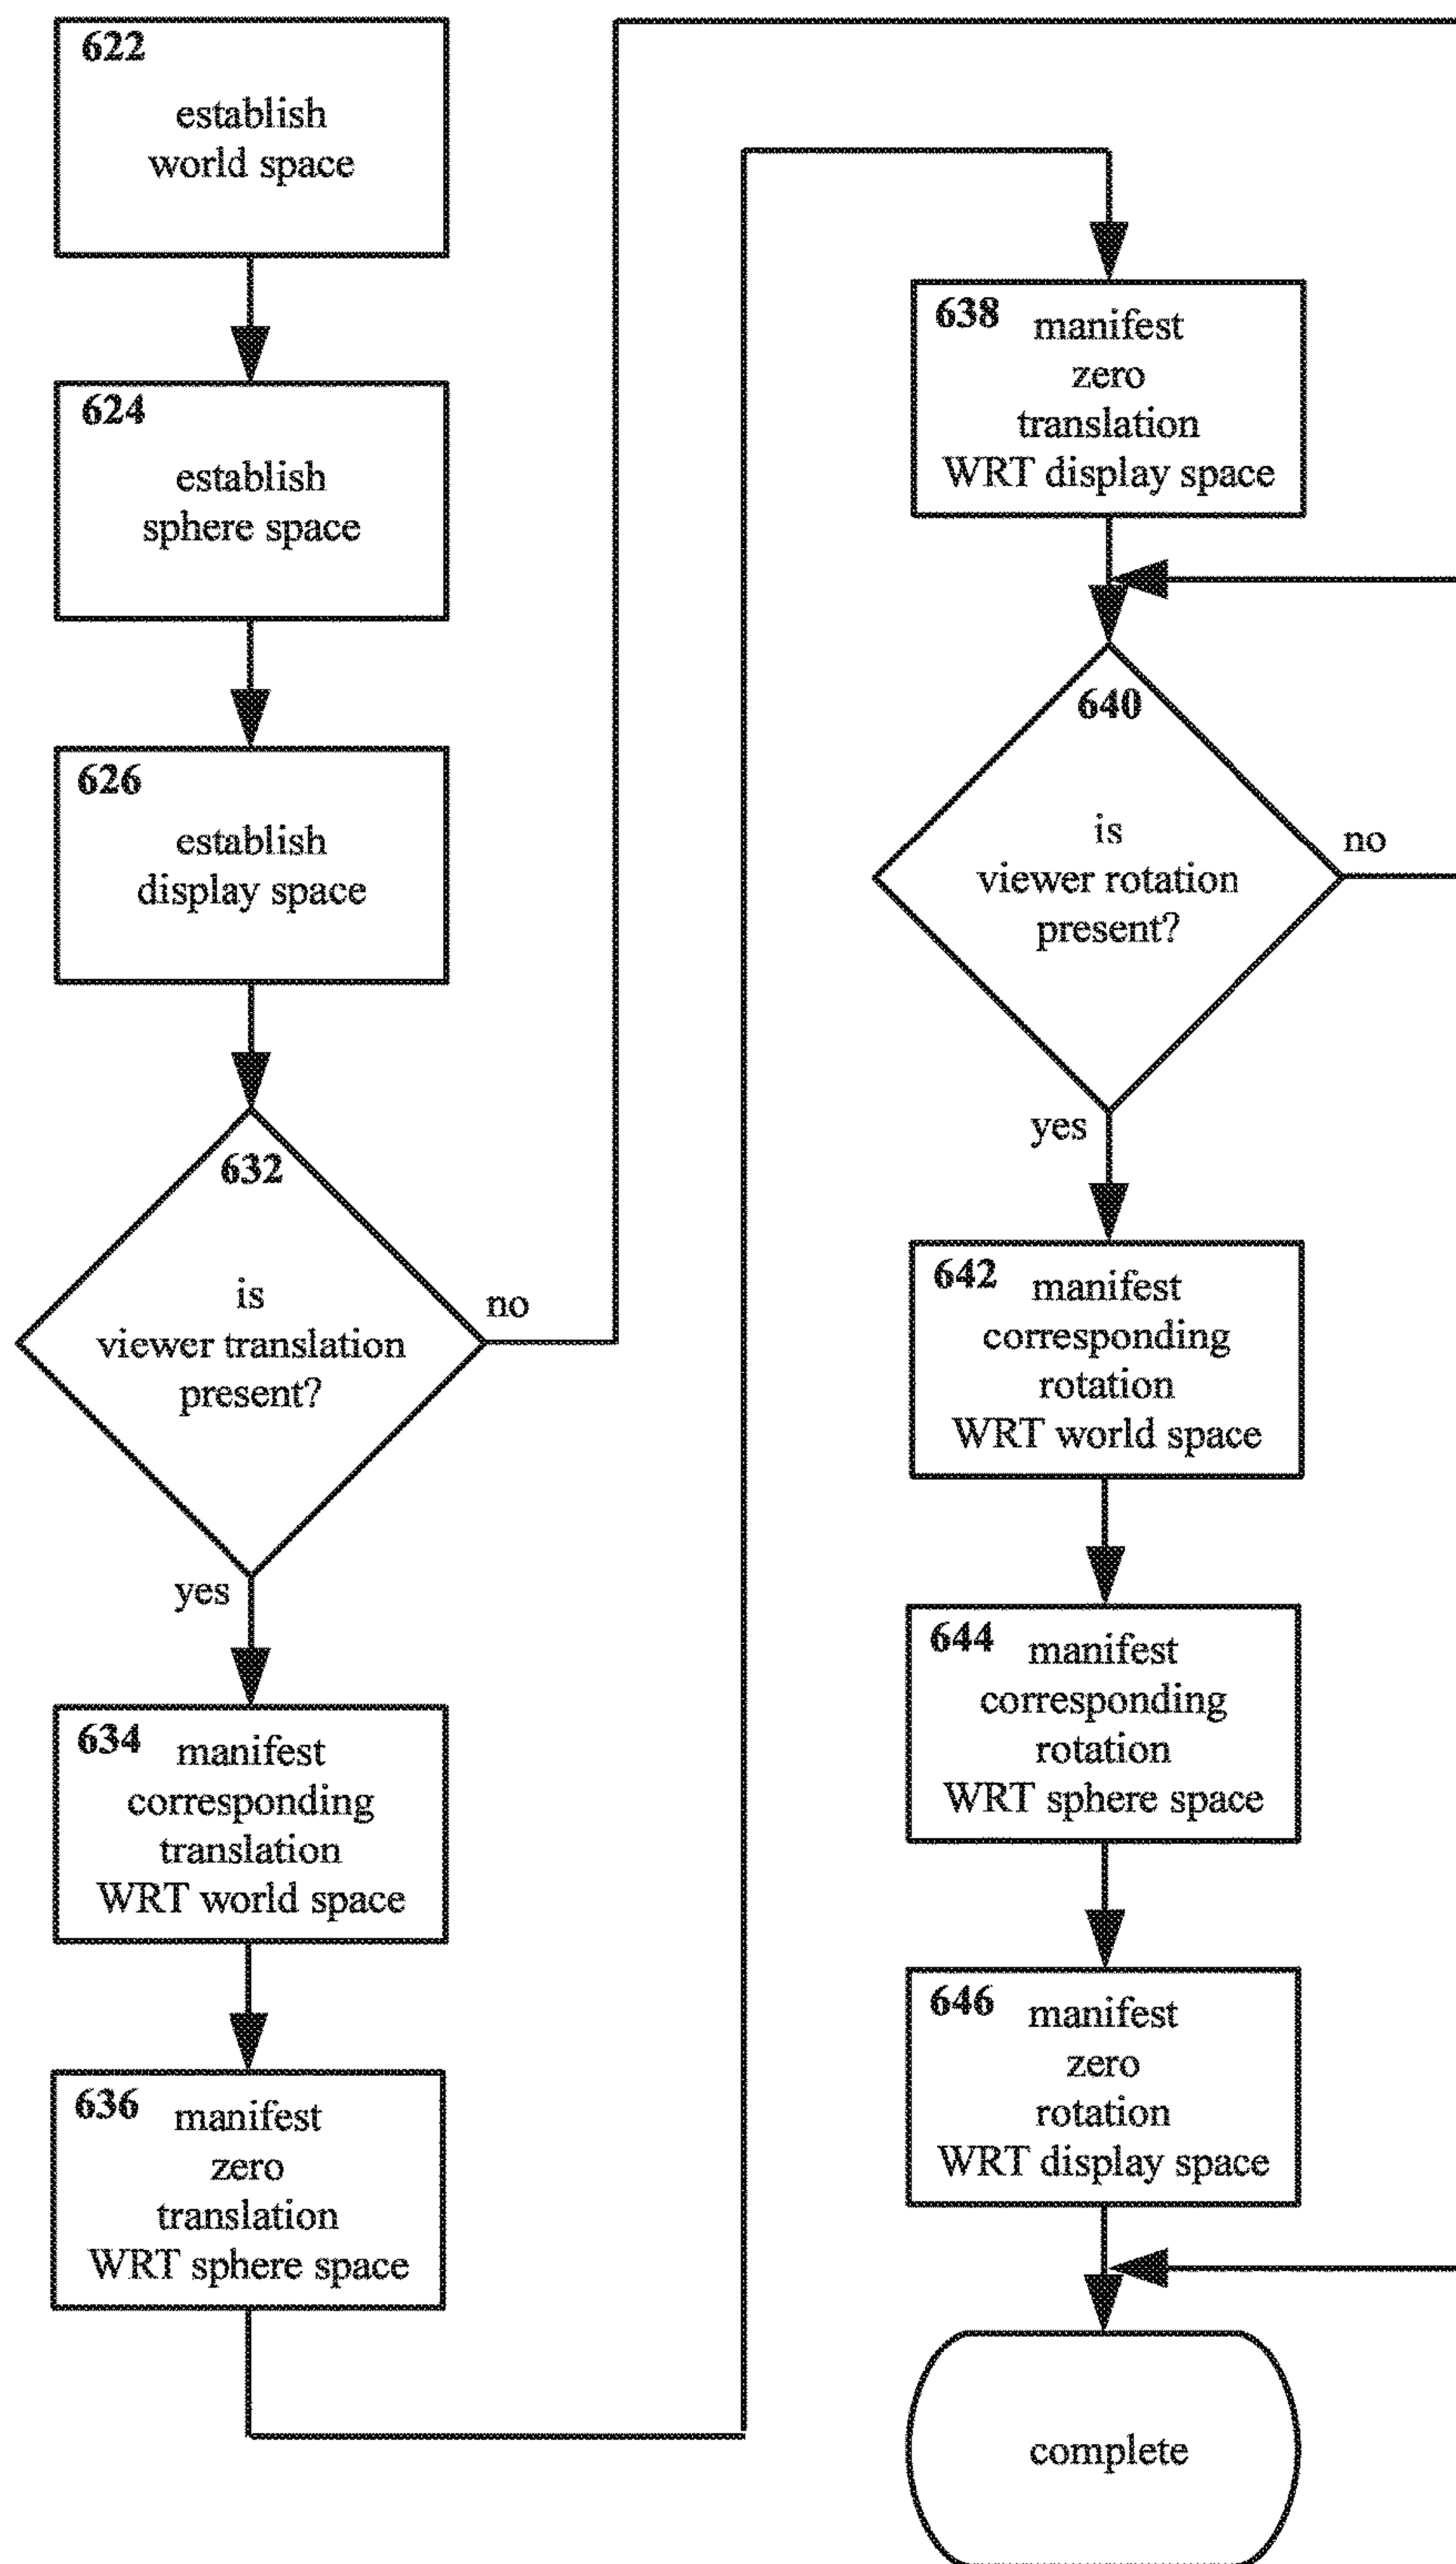 622
establish
world space
624
establish
sphere space
626
establish
display space
632
is
viewer translation
present?
no
yes
634 manifest
corresponding
translation
WRT world space
636 manifest
zero
translation
WRT sphere space
638 manifest
zero
translation
WRT display space
640
is
viewer rotation
present?
no
yes
642 manifest
corresponding
rotation
WRT world space
644 manifest
corresponding
rotation
WRT sphere space
646 manifest
zero
rotation
WRT display space
complete